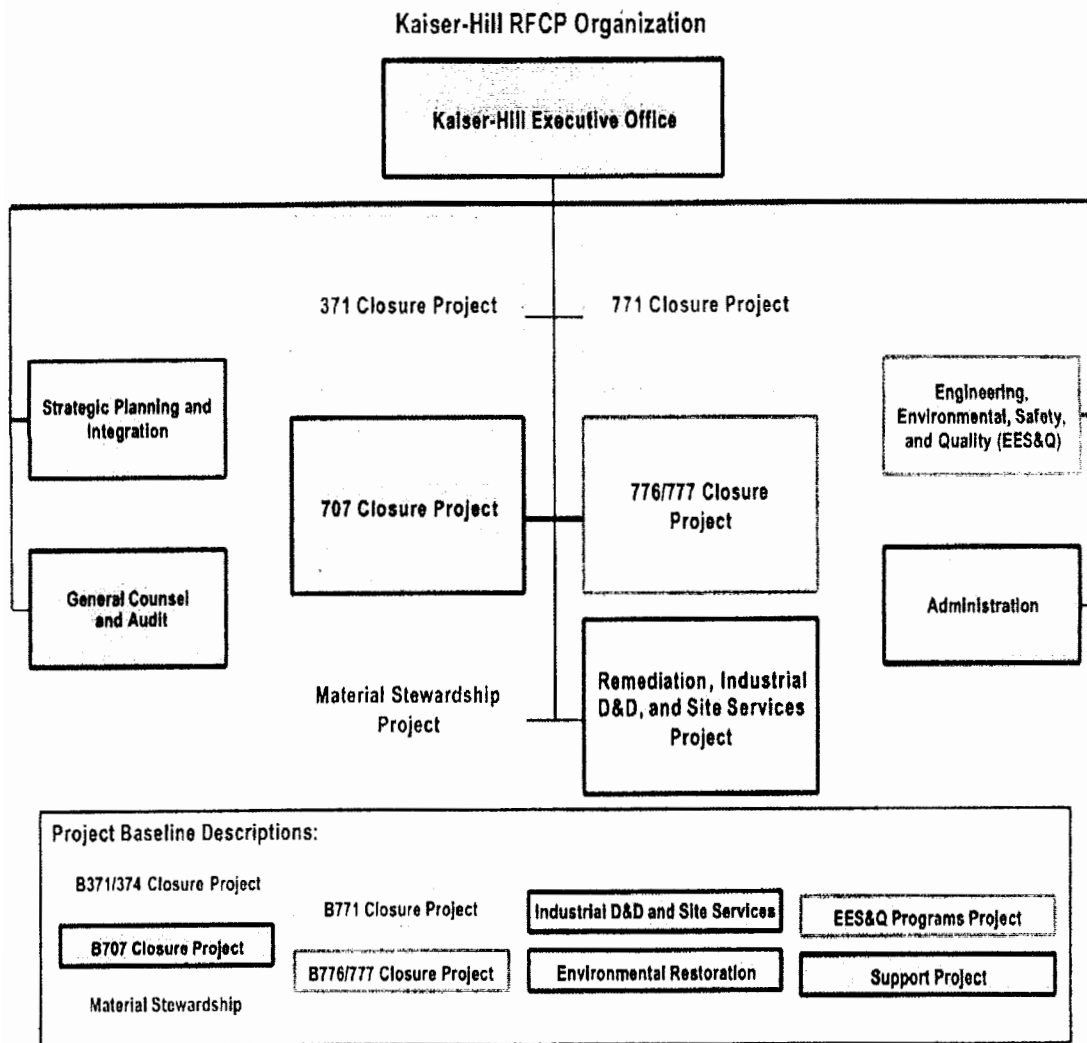 Kaiser-Hill RFCP Organization
Kaiser-Hill Executive Office
371 Closure Project
771 Closure Project
Strategic Planning and
Integration
Engineering,
Environmental, Safety,
and Quality (EES&Q)
707 Closure Project
776/777 Closure
Project
General Counsel
and Audit
Administration
Material Stewardship
Project
Remediation, Industrial
D&D, and Site Services
Project
Project Baseline Descriptions:
B371/374 Closure Project
B771 Closure Project
Industrial D&D and Site Services
EES&Q Programs Project
B707 Closure Project
B776/777 Closure Project
Environmental Restoration
Support Project
Material Stewardship